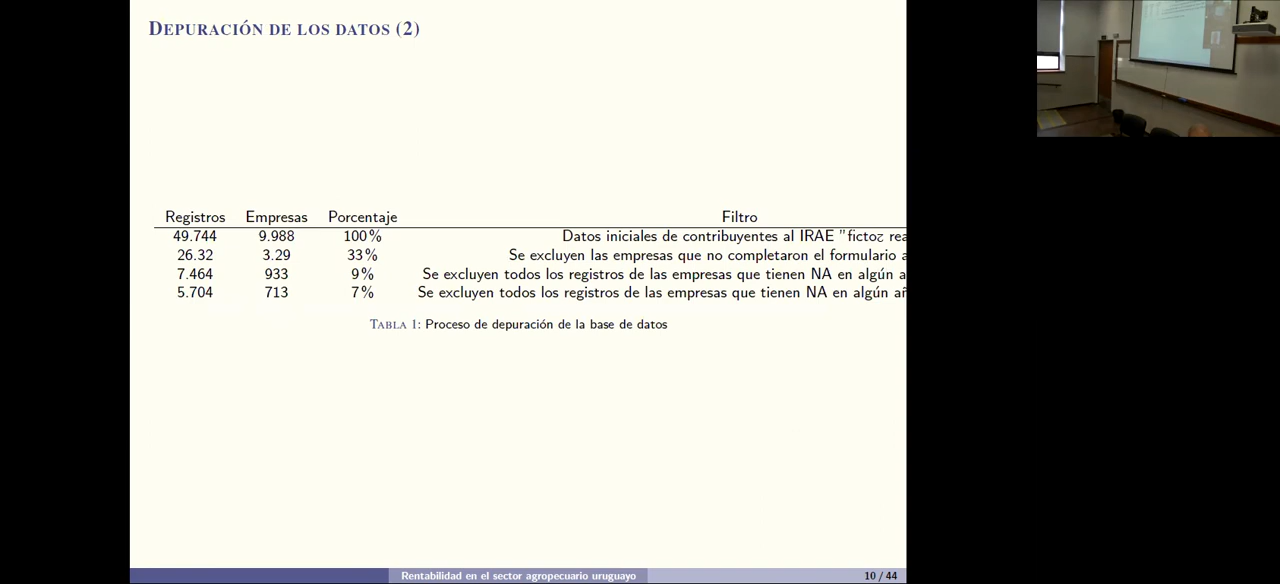 DEPURACIÓN DE LOS DATOS (2)
Registros Empresas Porcentaje Filtro
49.744 9.988 100% Datos iniciales de contribuyentes al IRAE "fictoz rea
26.32 3.29 33% Se excluyen las empresas que no completaron el formulario a
7.464 933 9% Se excluyen todos los registros de las empresas que tienen NA en algún a
5.704 713 7% Se excluyen todos los registros de las empresas que tienen NA en algún añ
TABLA 1: Proceso de depuración de la base de datos
Rentabilidad en el sector agropecuario uruguayo 10 / 44